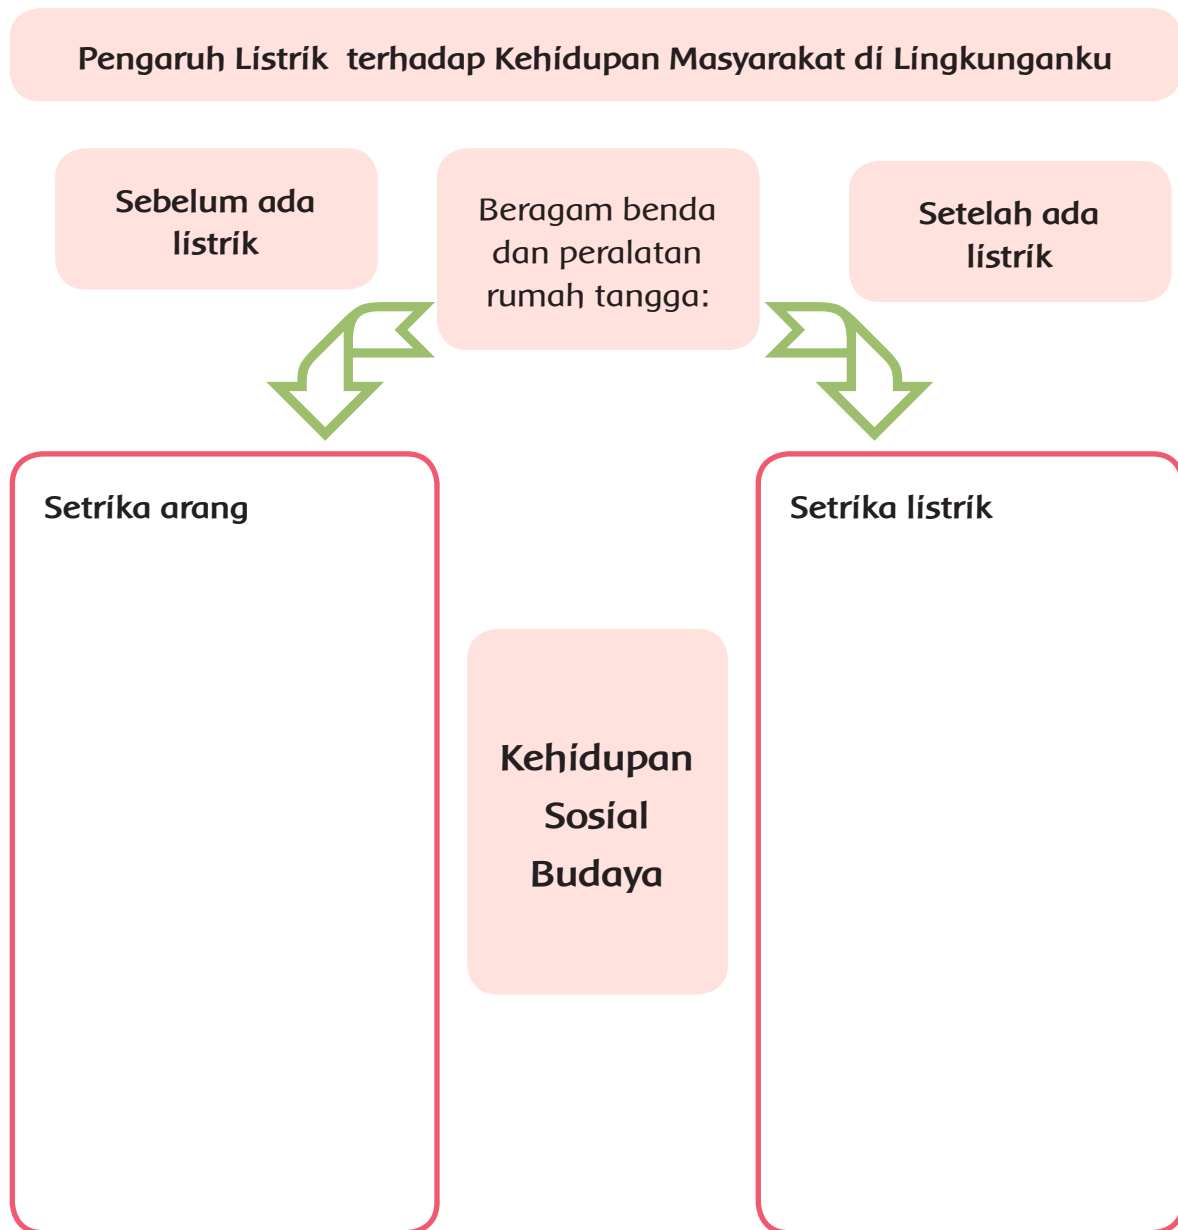 Pengaruh Listrik terhadap Kehidupan Masyarakat di Lingkunganku
Sebelum ada
listrik
Beragam benda
dan peralatan
rumah tangga:
Setelah ada
listrik
Setrika arang
Setrika listrik
Kehidupan
Sosial
Budaya